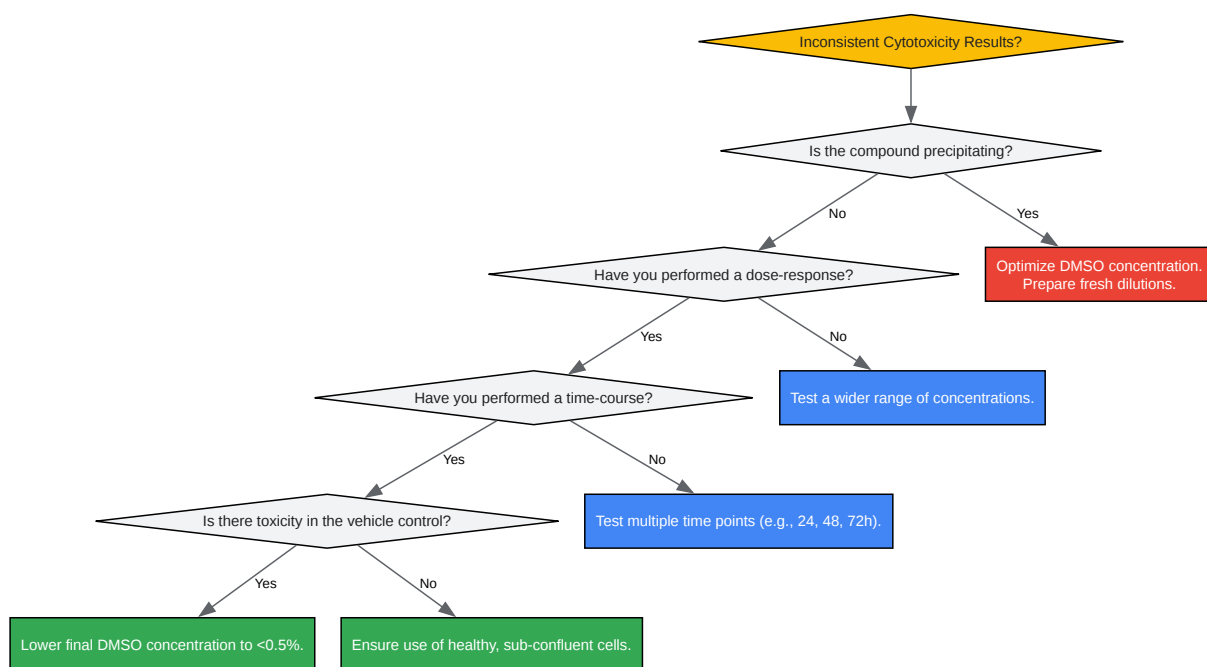 Inconsistent Cytotoxicity Results?
Is the compound precipitating?
No
Yes
Have you performed a dose-response?
Optimize DMSO concentration.
Prepare fresh dilutions.
Yes
No
Have you performed a time-course?
Test a wider range of concentrations.
Yes
No
Is there toxicity in the vehicle control?
Test multiple time points (e.g., 24, 48, 72h).
Yes
No
Lower final DMSO concentration to <0.5%.
Ensure use of healthy, sub-confluent cells.